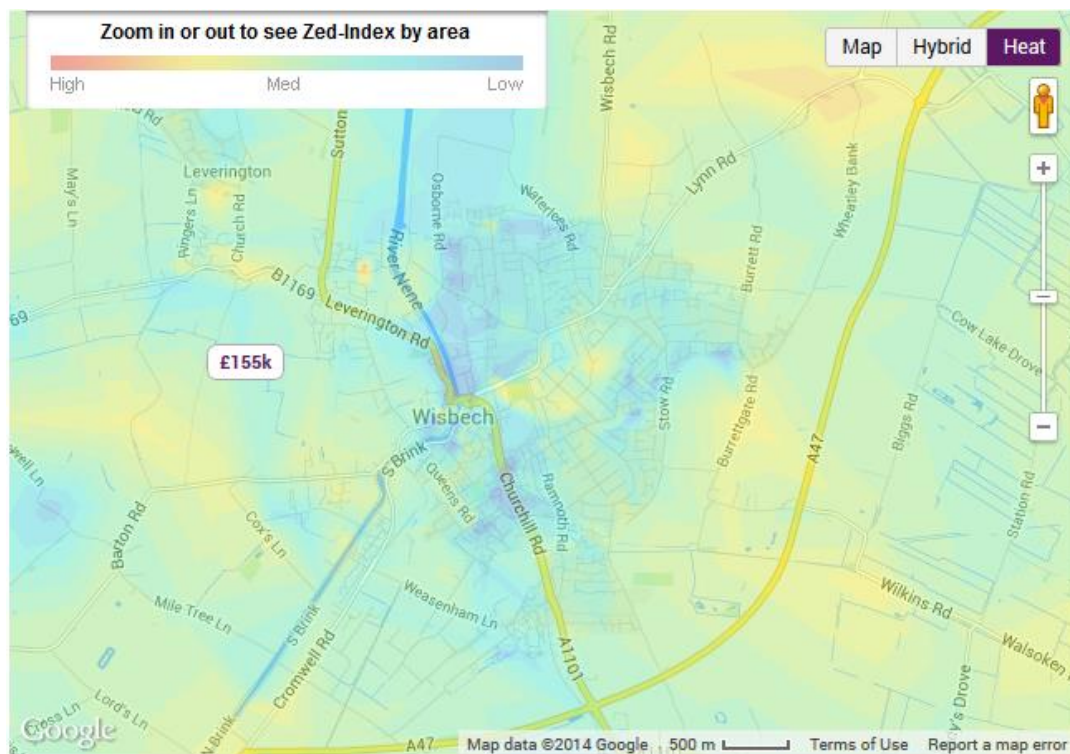 Zoom in or out to see Zed-Index by area
High Med Low
Map Hybrid Heat
Wisbech Rd
Sutton
Leverington
May's Ln
Ringers Ln
Church Rd
Osborne Rd
Waterlees Rd
Lynn Rd
Wheatley Bank
River Nene
B1169
Leverington Rd
Burrett Rd
69
£155k
Cow Lake Drove
Wisbech
Stow Rd
Burrettgate Rd
A47
Biggs Rd
S Brink
Queens Rd
Churchill Rd
Ramnoth Rd
Station Rd
Barton Rd
Cox's Ln
Weasenham Ln
Wilkins Rd
Mile Tree Ln
S Brink
Cromwell Rd
A1101
Walsoken
Lord's Ln
N Brink
A47
y's Drove
Google
Map data ©2014 Google 500 m Terms of Use Report a map error